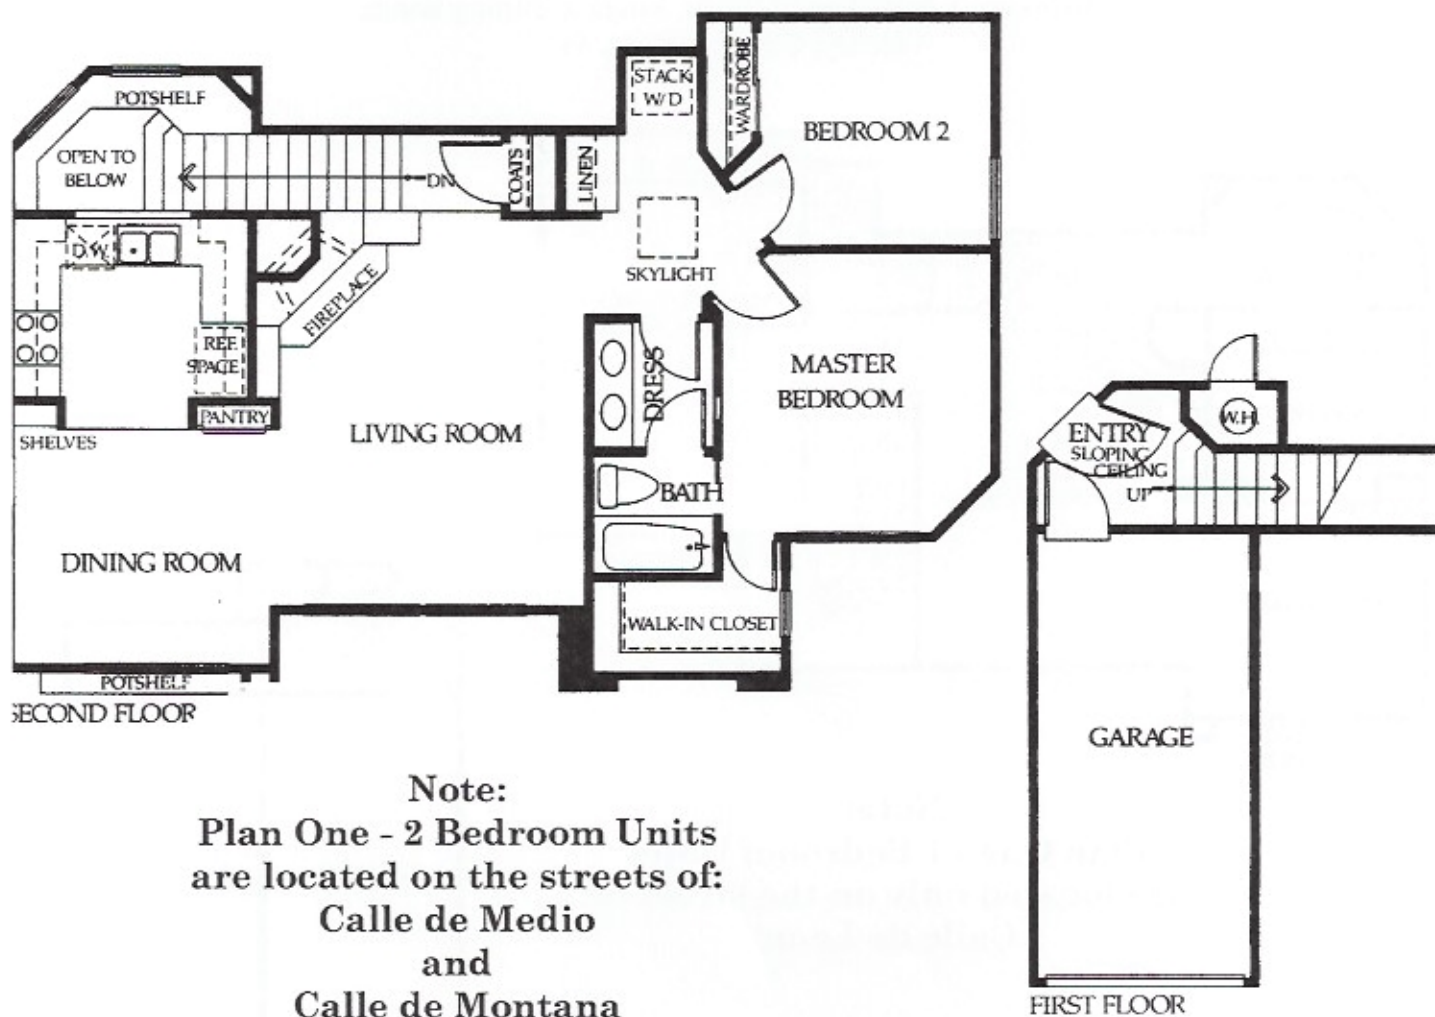 POTSHELF
OPEN TO
BELOW
DN
COATS
LINEN
STACK
W/D
WARDROBE
BEDROOM 2
SKYLIGHT
D.W
FIREPLACE
REF.
SPACE
PANTRY
SHELVES
LIVING ROOM
DRESS
MASTER
BEDROOM
BATH
DINING ROOM
WALK-IN CLOSET
POTSHELF
SECOND FLOOR
W.H.
ENTRY
SLOPING
CEILING
UP
GARAGE
FIRST FLOOR
Note:
Plan One - 2 Bedroom Units
are located on the streets of:
Calle de Medio
and
Calle de Montana